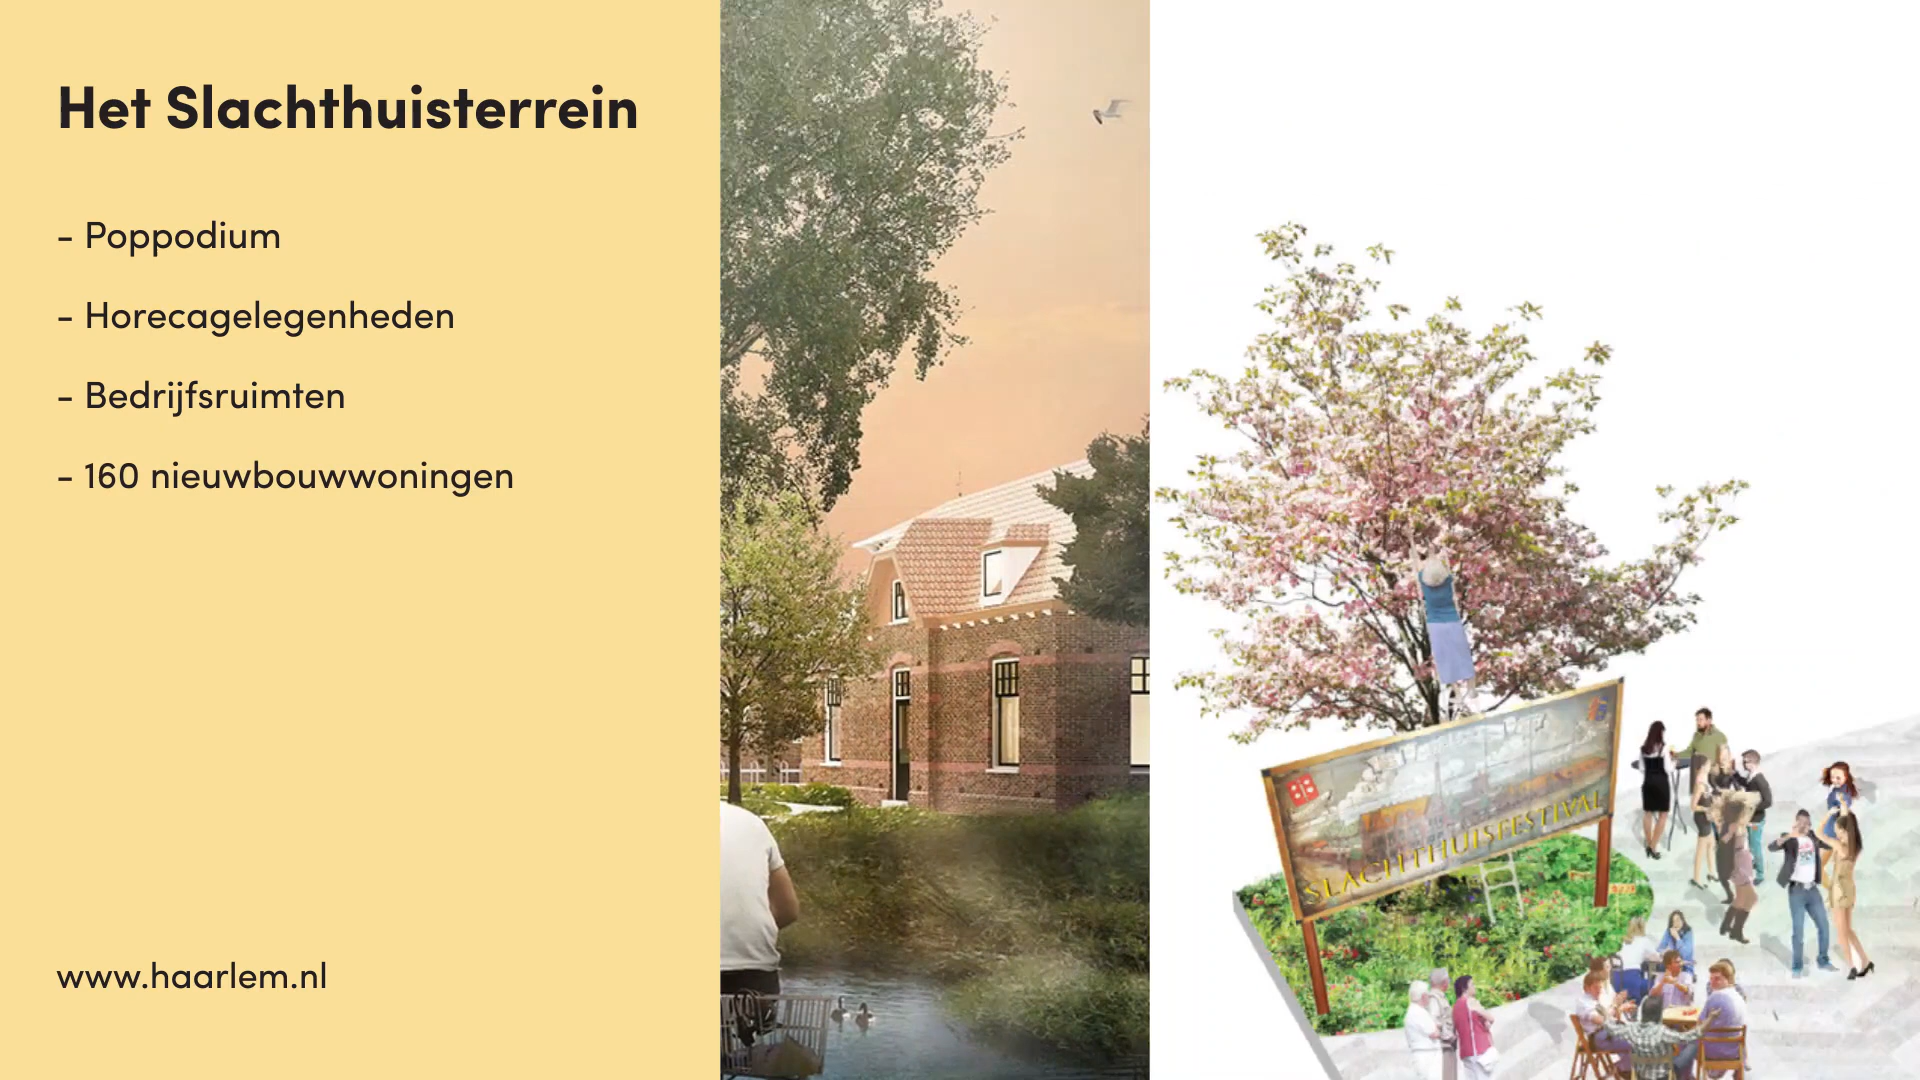 Het Slachthuisterrein
- Poppodium
- Horecagelegenheden
- Bedrijfsruimten
- 160 nieuwbouwwoningen
www.haarlem.nl
SLACHTHUISFESTIVAL